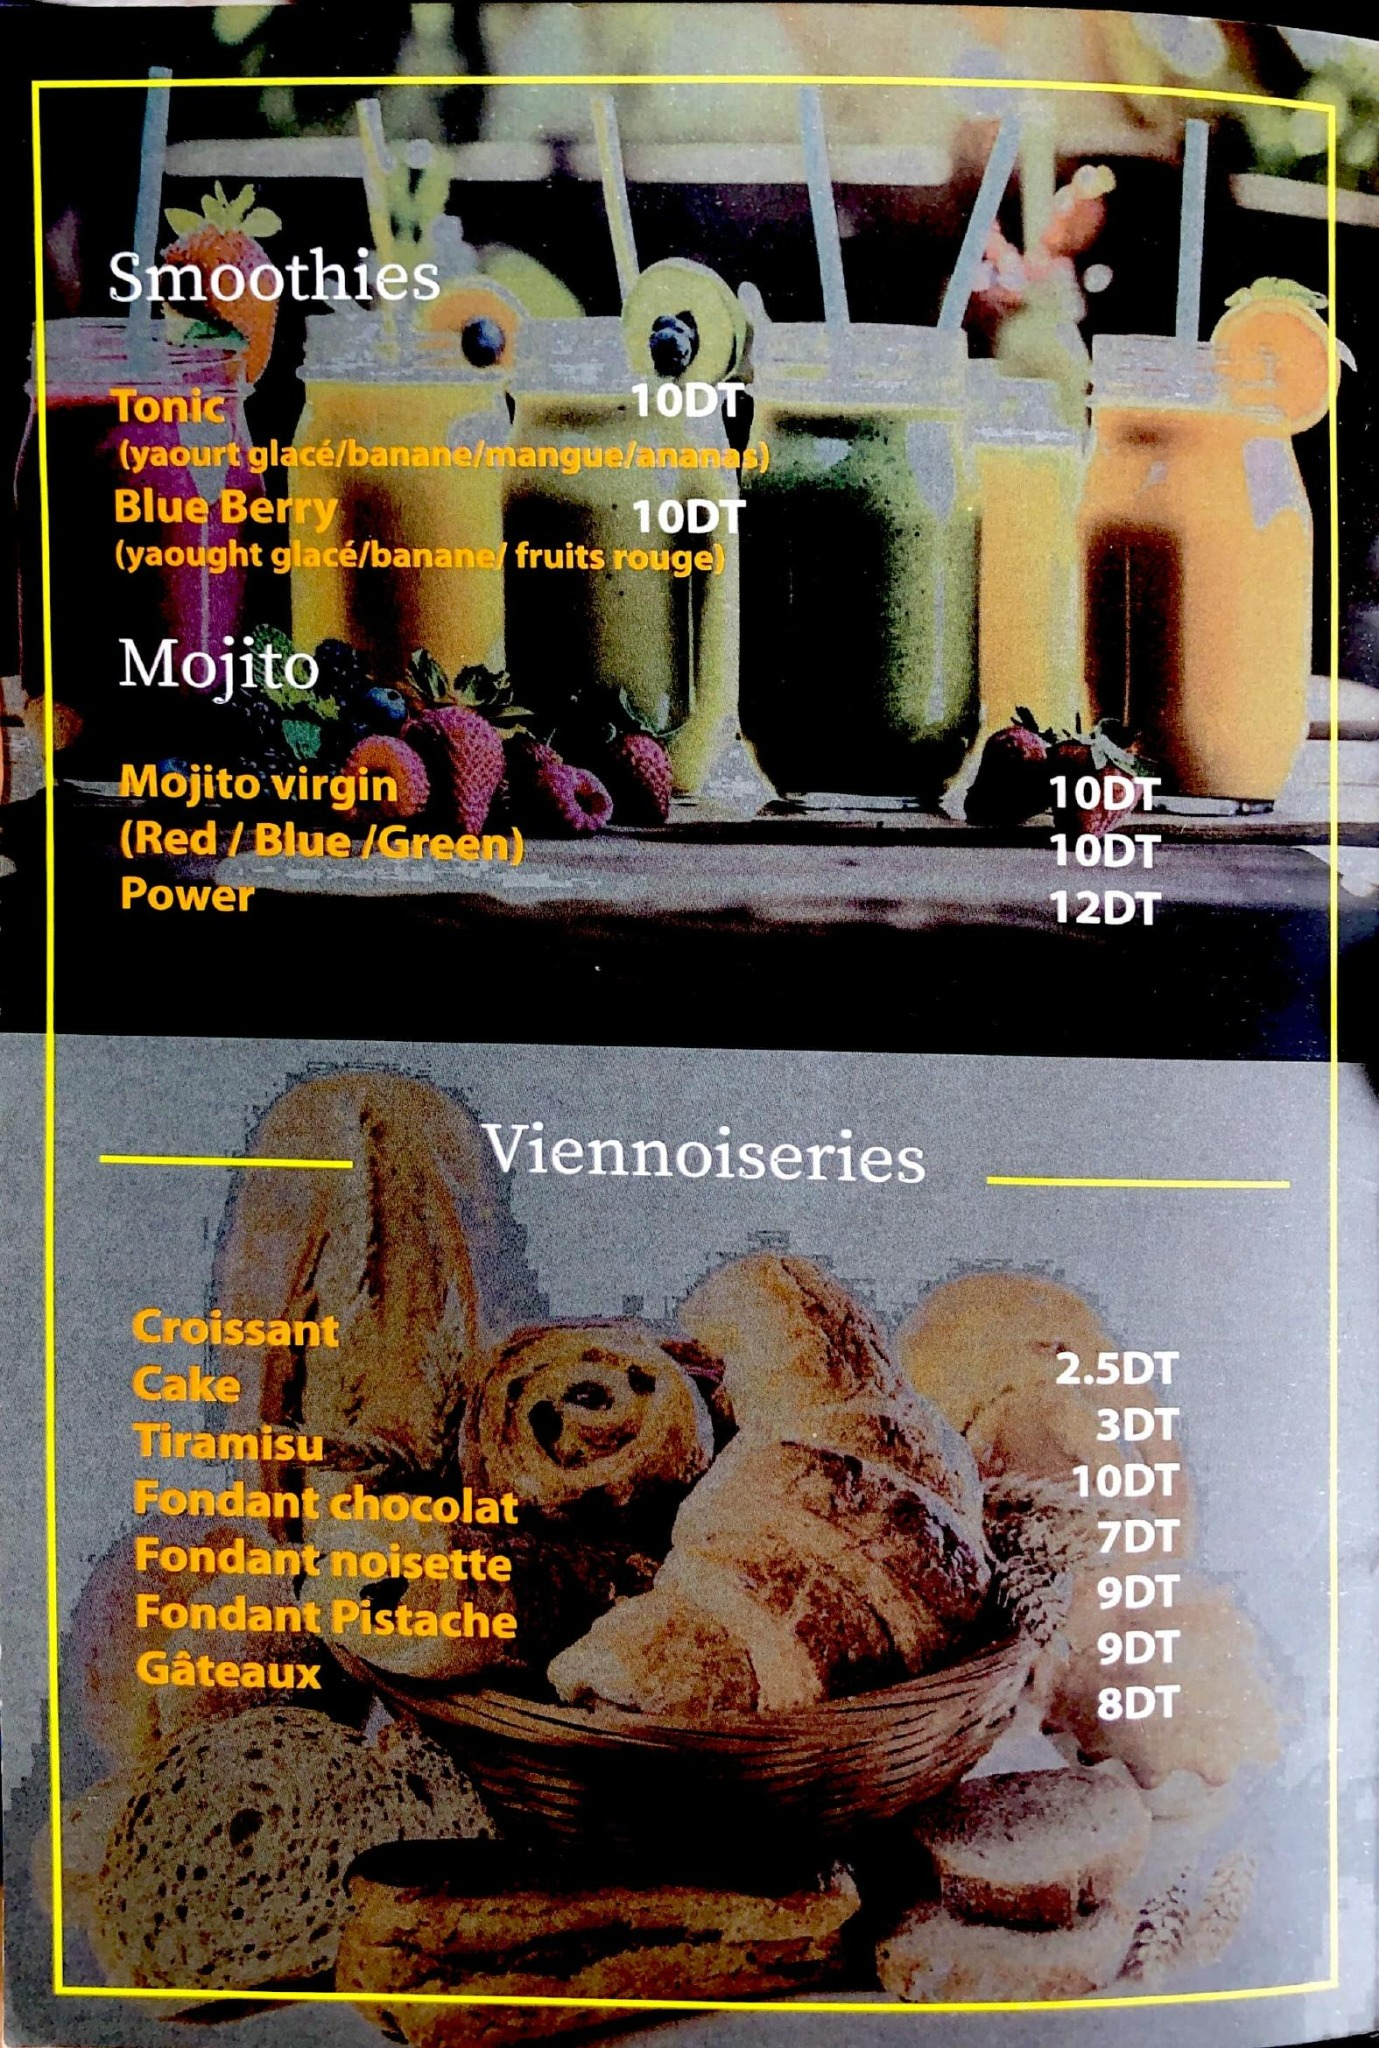 Smoothies
Tonic 10DT
(yaourt glacé/banane/mangue/ananas)
Blue Berry 10DT
(yaought glacé/banane/ fruits rouge)
Mojito
Mojito virgin 10DT
(Red / Blue /Green) 10DT
Power 12DT
Viennoiseries
Croissant 2.5DT
Cake 3DT
Tiramisu 10DT
Fondant chocolat 7DT
Fondant noisette 9DT
Fondant Pistache 9DT
Gâteaux 8DT